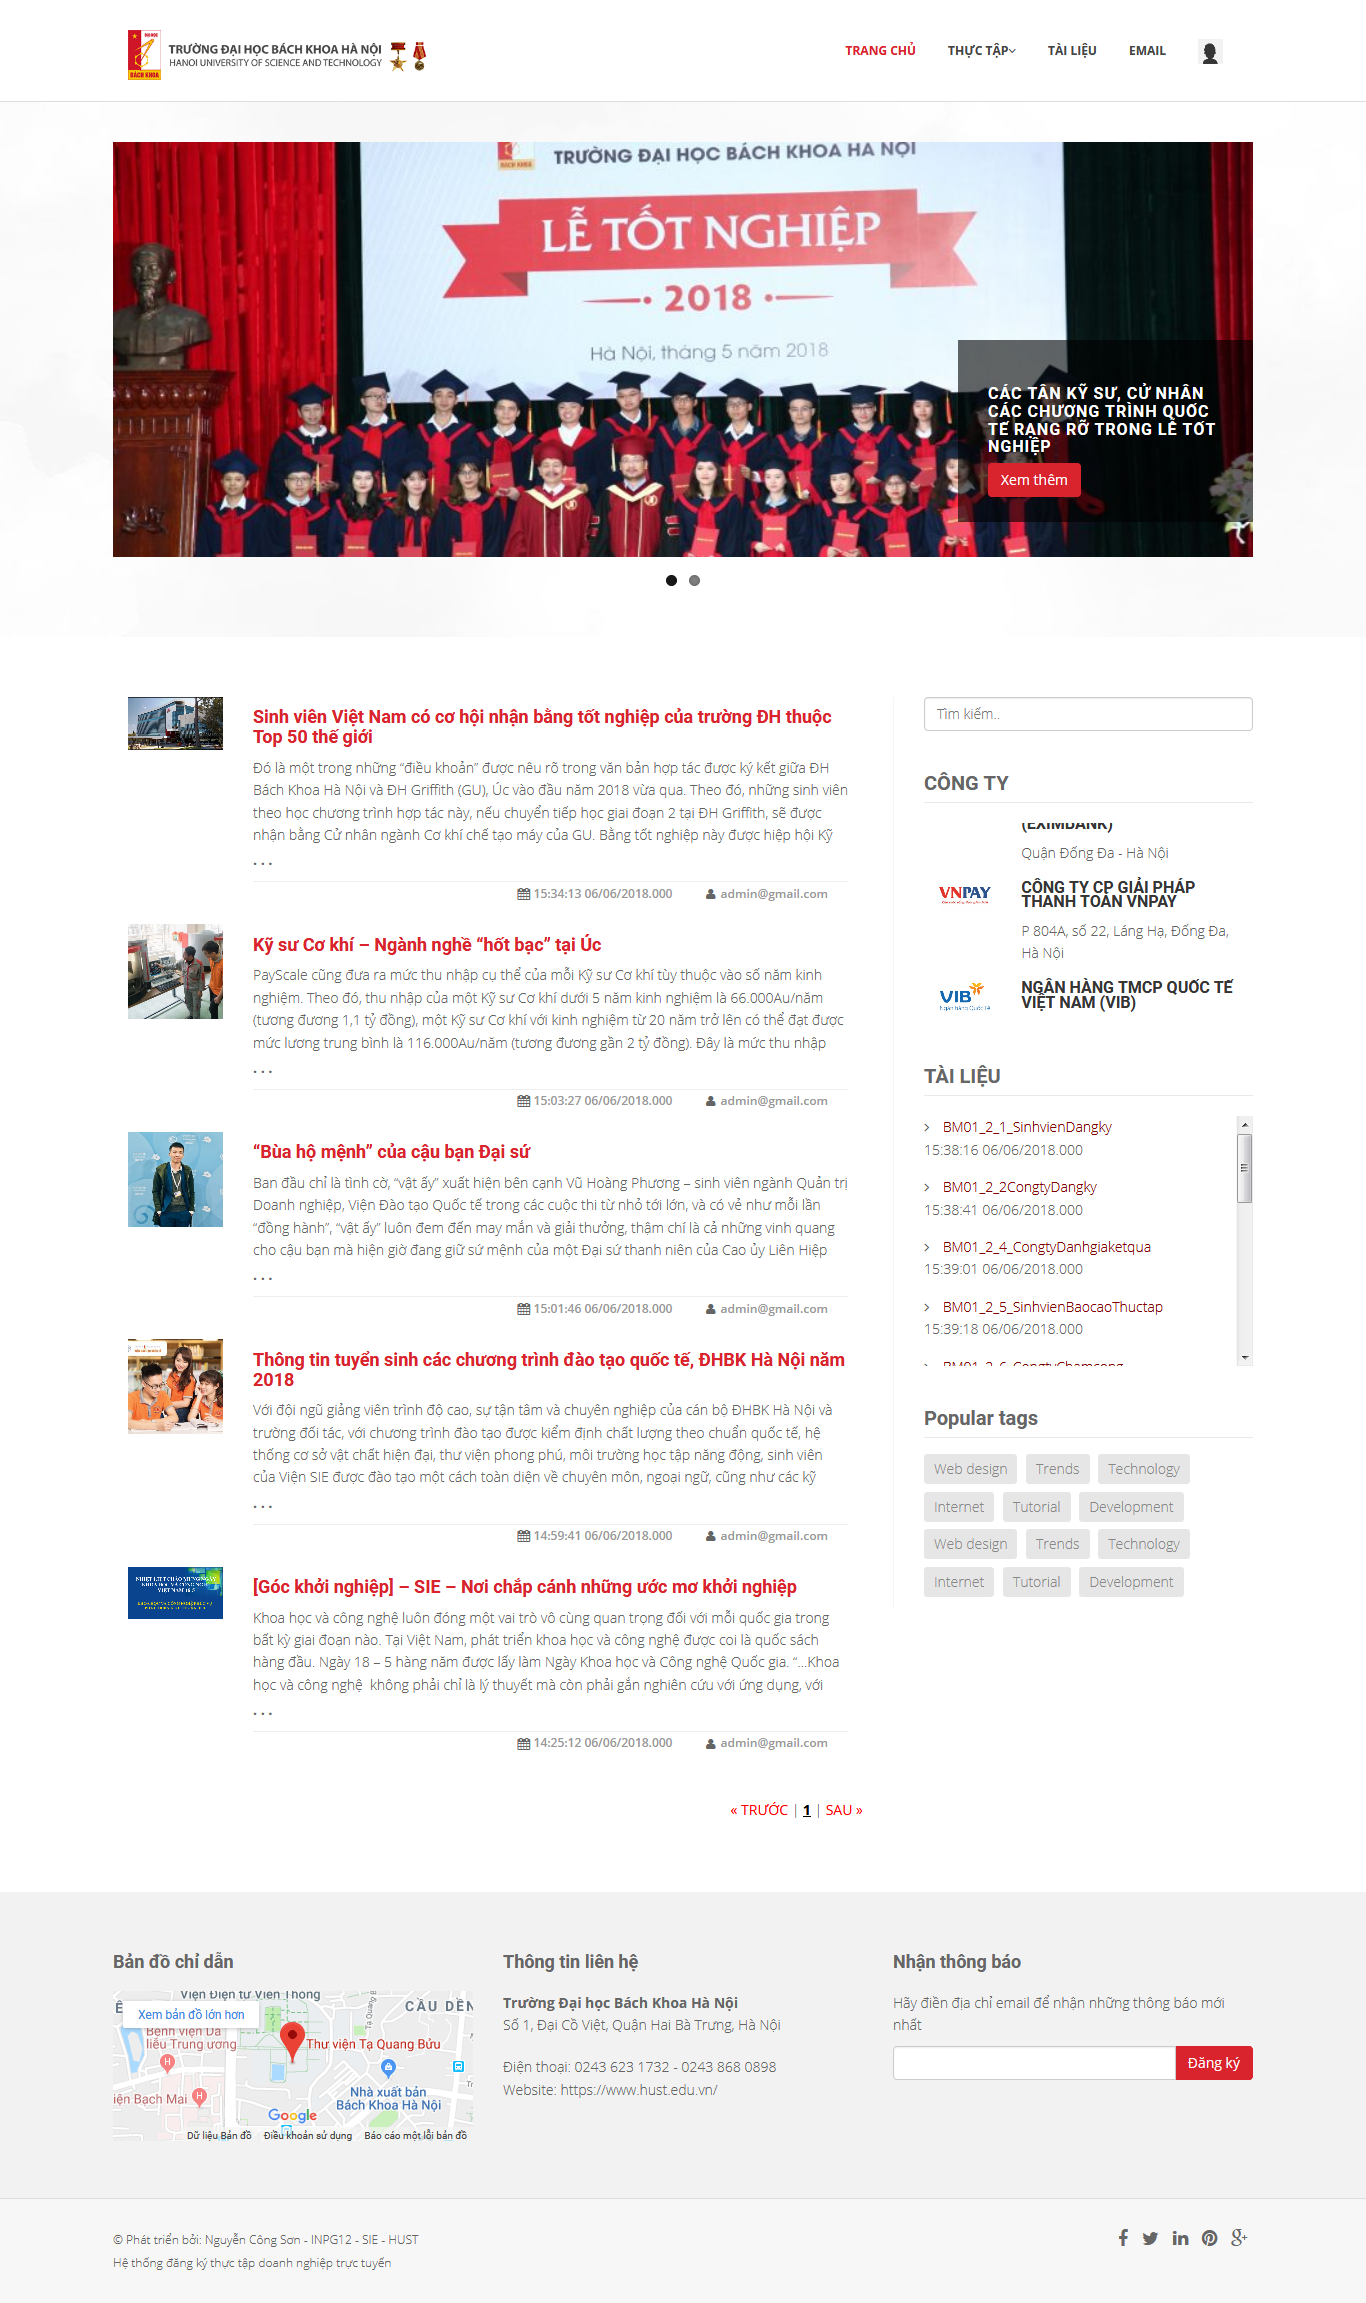 TRƯỜNG ĐẠI HỌC BÁCH KHOA HÀ NỘI
HANOI UNIVERSITY OF SCIENCE AND TECHNOLOGY
BÁCH KHOA
TRANG CHỦ
THỰC TẬP
TÀI LIỆU
EMAIL
BÁCH KHOA
TRƯỜNG ĐẠI HỌC BÁCH KHOA HÀ NỘI
LỄ TỐT NGHIỆP
2018
Hà Nội, tháng 5 năm 2018
CÁC TÂN KỸ SƯ, CỬ NHÂN
CÁC CHƯƠNG TRÌNH QUỐC
TẾ RẠNG RỠ TRONG LỄ TỐT
NGHIỆP
Xem thêm
Sinh viên Việt Nam có cơ hội nhận bằng tốt nghiệp của trường ĐH thuộc
Top 50 thế giới
Đó là một trong những “điều khoản” được nêu rõ trong văn bản hợp tác được ký kết giữa ĐH
Bách Khoa Hà Nội và ĐH Griffith (GU), Úc vào đầu năm 2018 vừa qua. Theo đó, những sinh viên
theo học chương trình hợp tác này, nếu chuyển tiếp học giai đoạn 2 tại ĐH Griffith, sẽ được
nhận bằng Cử nhân ngành Cơ khí chế tạo máy của GU. Bằng tốt nghiệp này được hiệp hội Kỹ
. . .
15:34:13 06/06/2018.000
admin@gmail.com
Kỹ sư Cơ khí – Ngành nghề “hốt bạc” tại Úc
PayScale cũng đưa ra mức thu nhập cụ thể của mỗi Kỹ sư Cơ khí tùy thuộc vào số năm kinh
nghiệm. Theo đó, thu nhập của một Kỹ sư Cơ khí dưới 5 năm kinh nghiệm là 66.000Au/năm
(tương đương 1,1 tỷ đồng), một Kỹ sư Cơ khí với kinh nghiệm từ 20 năm trở lên có thể đạt được
mức lương trung bình là 116.000Au/năm (tương đương gần 2 tỷ đồng). Đây là mức thu nhập
. . .
15:03:27 06/06/2018.000
admin@gmail.com
“Bùa hộ mệnh” của cậu bạn Đại sứ
Ban đầu chỉ là tình cờ, “vật ấy” xuất hiện bên cạnh Vũ Hoàng Phương – sinh viên ngành Quản trị
Doanh nghiệp, Viện Đào tạo Quốc tế trong các cuộc thi từ nhỏ tới lớn, và có vẻ như mỗi lần
“đồng hành”, “vật ấy” luôn đem đến may mắn và giải thưởng, thậm chí là cả những vinh quang
cho cậu bạn mà hiện giờ đang giữ sứ mệnh của một Đại sứ thanh niên của Cao ủy Liên Hiệp
. . .
15:01:46 06/06/2018.000
admin@gmail.com
Thông tin tuyển sinh các chương trình đào tạo quốc tế, ĐHBK Hà Nội năm
2018
Với đội ngũ giảng viên trình độ cao, sự tận tâm và chuyên nghiệp của cán bộ ĐHBK Hà Nội và
trường đối tác, với chương trình đào tạo được kiểm định chất lượng theo chuẩn quốc tế, hệ
thống cơ sở vật chất hiện đại, thư viện phong phú, môi trường học tập năng động, sinh viên
của Viện SIE được đào tạo một cách toàn diện về chuyên môn, ngoại ngữ, cũng như các kỹ
. . .
14:59:41 06/06/2018.000
admin@gmail.com
[Góc khởi nghiệp] – SIE – Nơi chắp cánh những ước mơ khởi nghiệp
Khoa học và công nghệ luôn đóng một vai trò vô cùng quan trọng đối với mỗi quốc gia trong
bất kỳ giai đoạn nào. Tại Việt Nam, phát triển khoa học và công nghệ được coi là quốc sách
hàng đầu. Ngày 18 – 5 hàng năm được lấy làm Ngày Khoa học và Công nghệ Quốc gia. “...Khoa
học và công nghệ không phải chỉ là lý thuyết mà còn phải gắn nghiên cứu với ứng dụng, với
. . .
14:25:12 06/06/2018.000
admin@gmail.com
« TRƯỚC | 1 | SAU »
Tìm kiếm..
CÔNG TY
(EXIMBANK)
Quận Đống Đa - Hà Nội
VNPAY
CÔNG TY CP GIẢI PHÁP
THANH TOÁN VNPAY
P 804A, số 22, Láng Hạ, Đống Đa,
Hà Nội
VIB
NGÂN HÀNG TMCP QUỐC TẾ
VIỆT NAM (VIB)
TÀI LIỆU
BM01_2_1_SinhvienDangky
15:38:16 06/06/2018.000
BM01_2_2CongtyDangky
15:38:41 06/06/2018.000
BM01_2_4_CongtyDanhgiaketqua
15:39:01 06/06/2018.000
BM01_2_5_SinhvienBaocaoThuctap
15:39:18 06/06/2018.000
BM01_2_6_CongtyChamcong
Popular tags
Web design
Trends
Technology
Internet
Tutorial
Development
Web design
Trends
Technology
Internet
Tutorial
Development
Bản đồ chỉ dẫn
Viện Điện tử Viễn Thông
CẦU DỀN
Tạ Quang B
Xem bản đồ lớn hơn
Bệnh viện Da
liễu Trung ương
Thư viện Tạ Quang Bửu
iện Bạch Mai
Nhà xuất bản
Bách Khoa Hà Nội
Google
Dữ liệu Bản đồ
Điều khoản sử dụng
Báo cáo một lỗi bản đồ
Thông tin liên hệ
Trường Đại học Bách Khoa Hà Nội
Số 1, Đại Cồ Việt, Quận Hai Bà Trưng, Hà Nội
Điện thoại: 0243 623 1732 - 0243 868 0898
Website: https://www.hust.edu.vn/
Nhận thông báo
Hãy điền địa chỉ email để nhận những thông báo mới
nhất
Đăng ký
© Phát triển bởi: Nguyễn Công Sơn - INPG12 - SIE - HUST
Hệ thống đăng ký thực tập doanh nghiệp trực tuyến